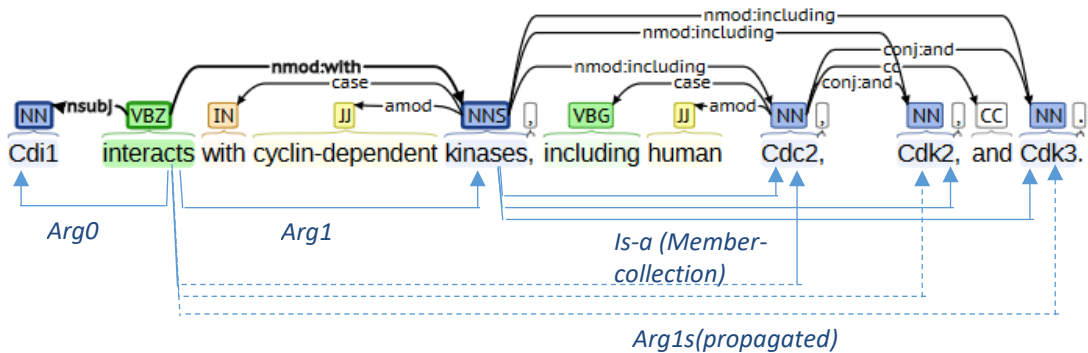 nmod:including
nmod:including
conj:and
nmod:with nmod:including cc
case case conj:and
nsubj amod amod
NN VBZ IN JJ NNS , VBG JJ NN , NN , CC NN .
Cdi1 interacts with cyclin-dependent kinases, including human Cdc2, Cdk2, and Cdk3.
Arg0 Arg1 Is-a (Member-
collection)
Arg1s(propagated)